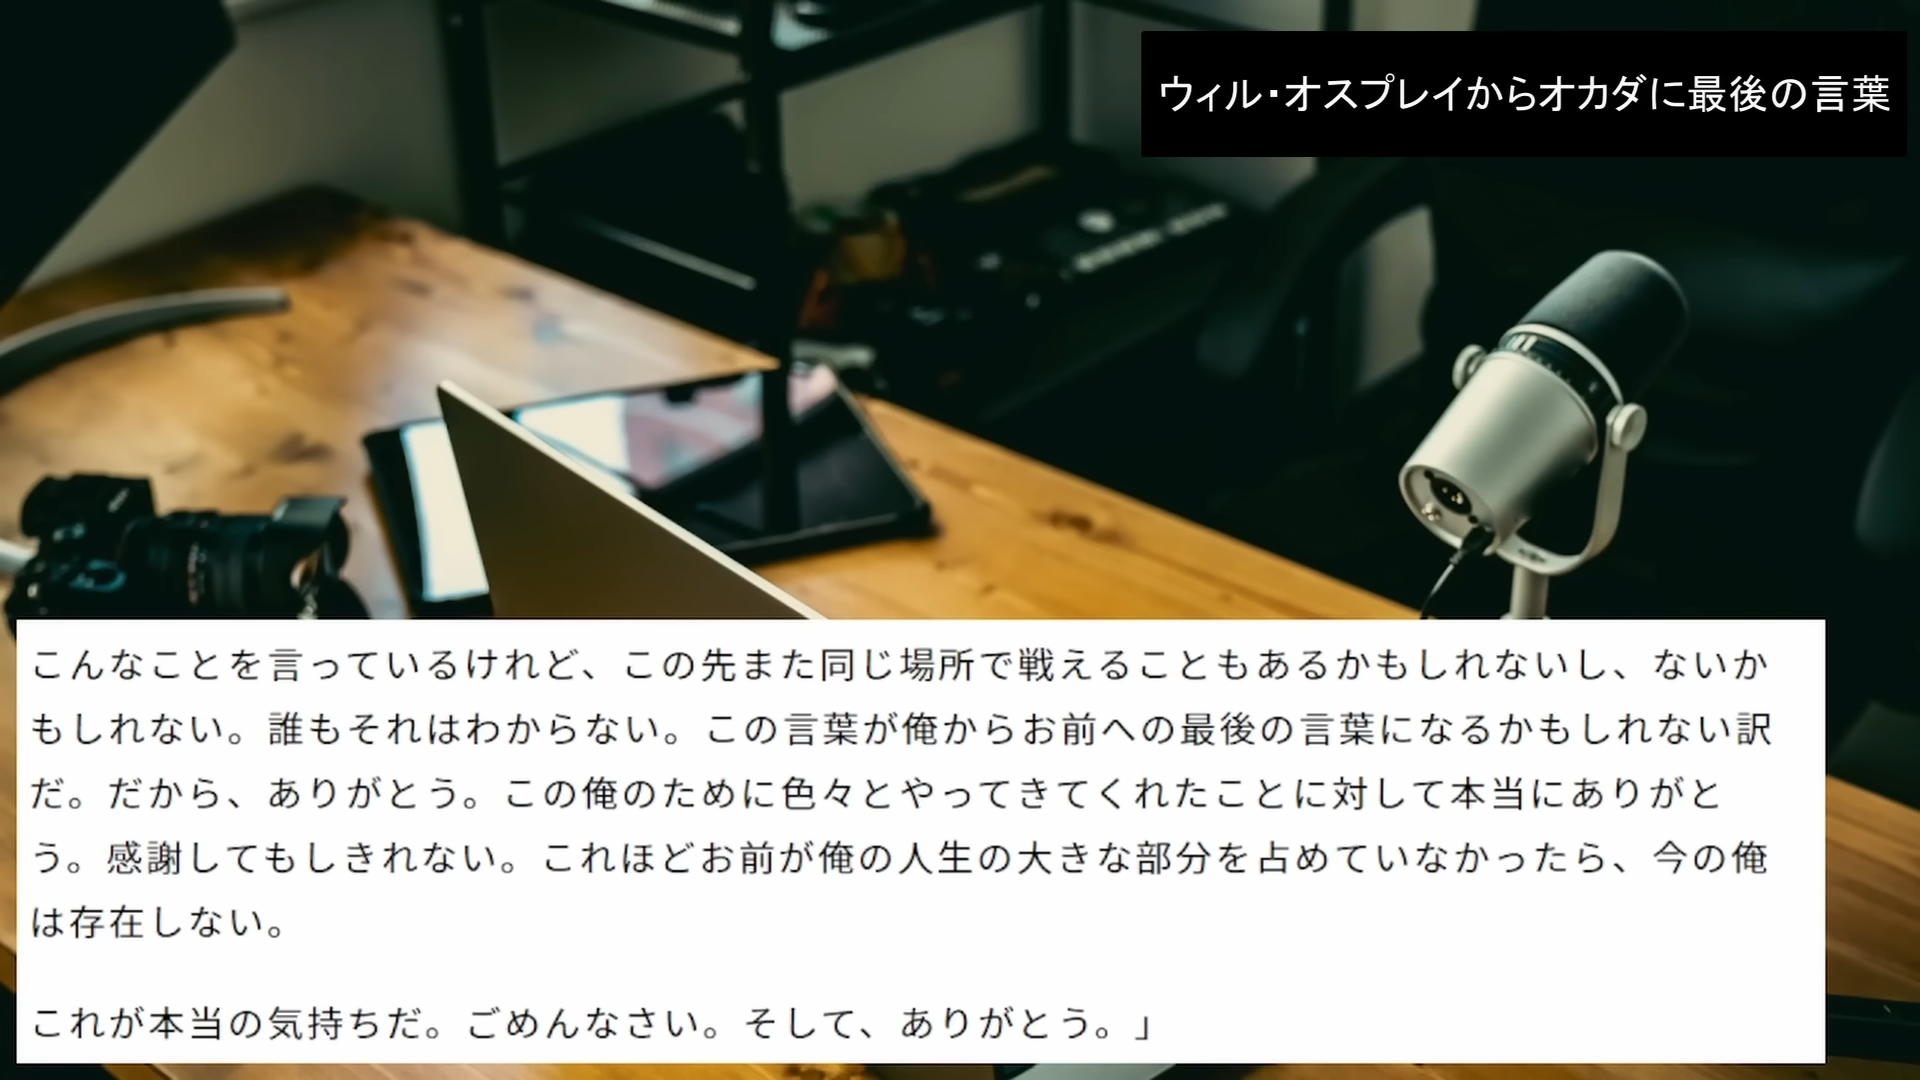 ウィル・オスプレイからオカダに最後の言葉
こんなことを言っているけれど、この先また同じ場所で戦えることもあるかもしれないし、ないか
もしれない。誰もそれはわからない。この言葉が俺からお前への最後の言葉になるかもしれない訳
だ。だから、ありがとう。この俺のために色々とやってきてくれたことに対して本当にありがと
う。感謝してもしきれない。これほどお前が俺の人生の大きな部分を占めていなかったら、今の俺
は存在しない。
これが本当の気持ちだ。ごめんなさい。そして、ありがとう。」